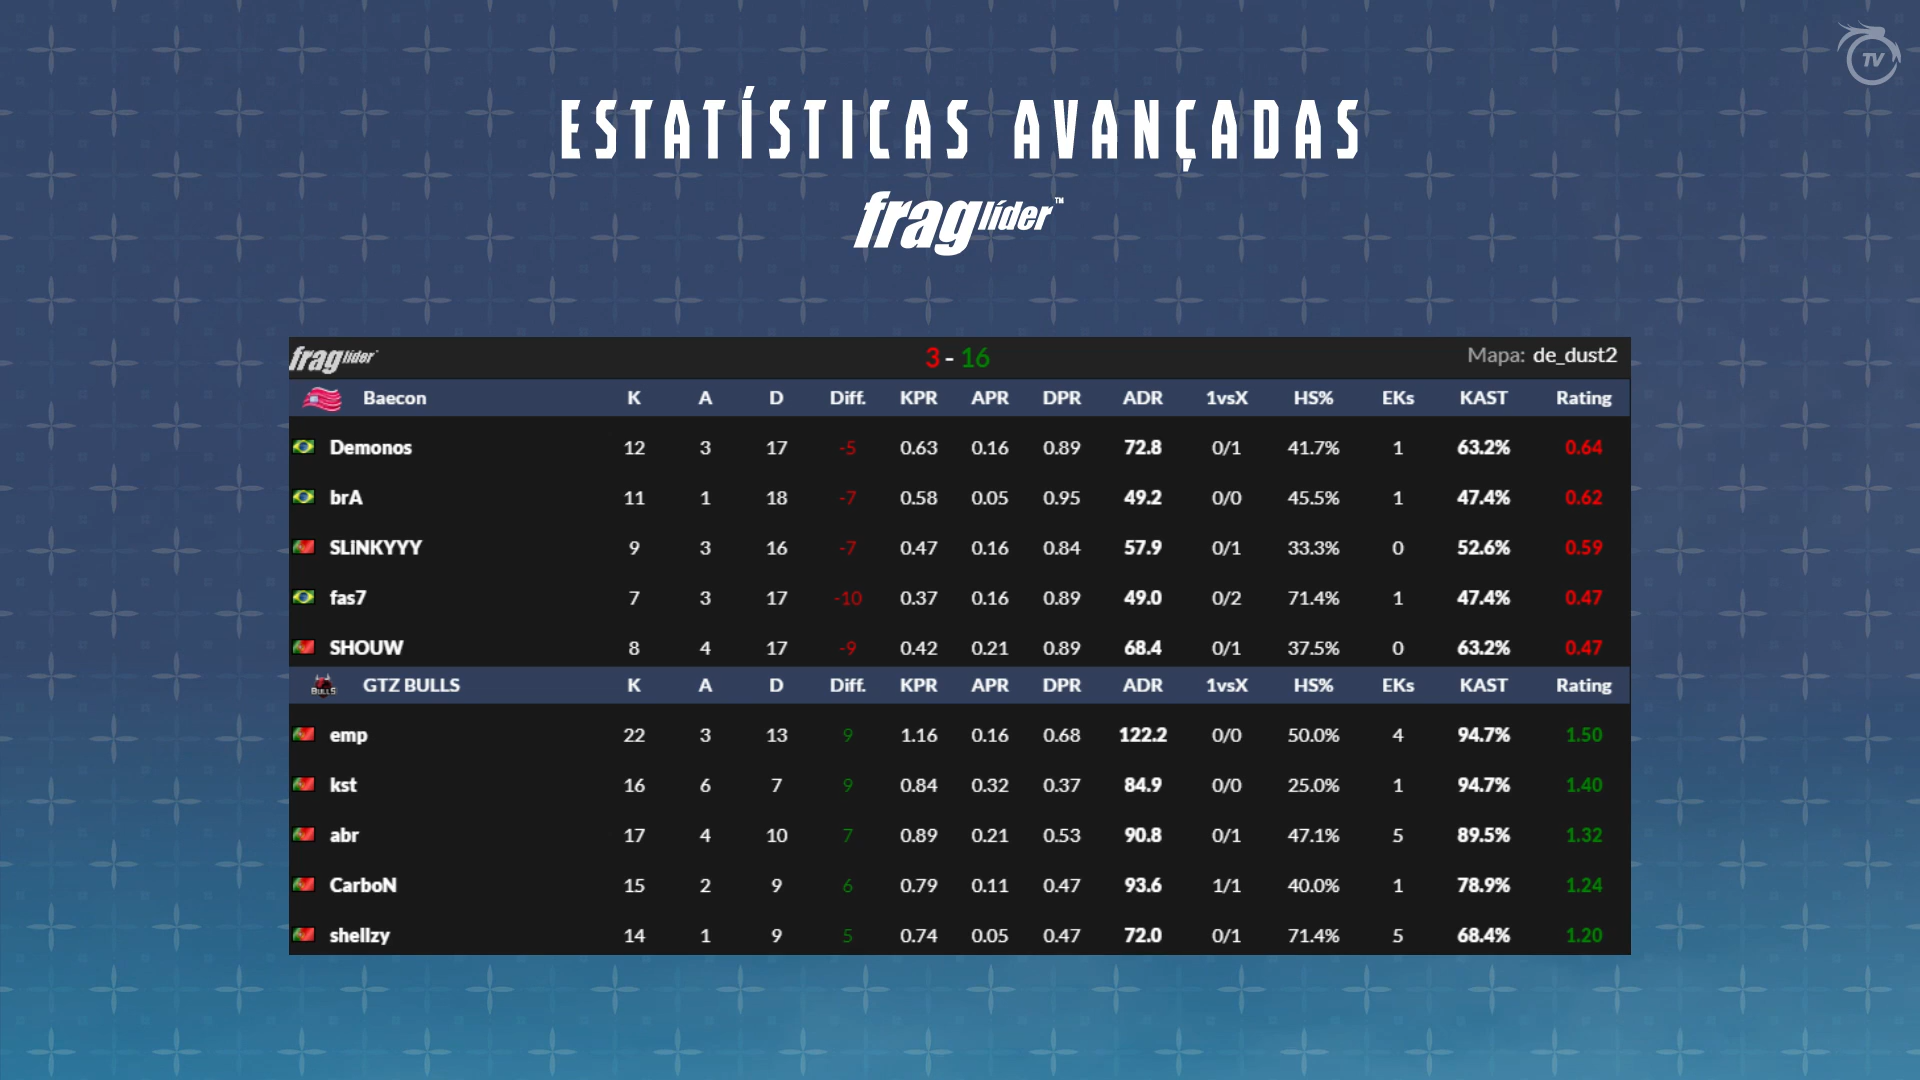 TV
ESTATÍSTICAS AVANÇADAS
fraglíder™
fraglíder 3 - 16 Mapa: de_dust2
Baecon K A D Diff. KPR APR DPR ADR 1vsX HS% EKs KAST Rating
Demonos 12 3 17 -5 0.63 0.16 0.89 72.8 0/1 41.7% 1 63.2% 0.64
brA 11 1 18 -7 0.58 0.05 0.95 49.2 0/0 45.5% 1 47.4% 0.62
SLiNKYYY 9 3 16 -7 0.47 0.16 0.84 57.9 0/1 33.3% 0 52.6% 0.59
fas7 7 3 17 -10 0.37 0.16 0.89 49.0 0/2 71.4% 1 47.4% 0.47
SHOUW 8 4 17 -9 0.42 0.21 0.89 68.4 0/1 37.5% 0 63.2% 0.47
BULLS GTZ BULLS K A D Diff. KPR APR DPR ADR 1vsX HS% EKs KAST Rating
emp 22 3 13 9 1.16 0.16 0.68 122.2 0/0 50.0% 4 94.7% 1.50
kst 16 6 7 9 0.84 0.32 0.37 84.9 0/0 25.0% 1 94.7% 1.40
abr 17 4 10 7 0.89 0.21 0.53 90.8 0/1 47.1% 5 89.5% 1.32
CarboN 15 2 9 6 0.79 0.11 0.47 93.6 1/1 40.0% 1 78.9% 1.24
shellzy 14 1 9 5 0.74 0.05 0.47 72.0 0/1 71.4% 5 68.4% 1.20